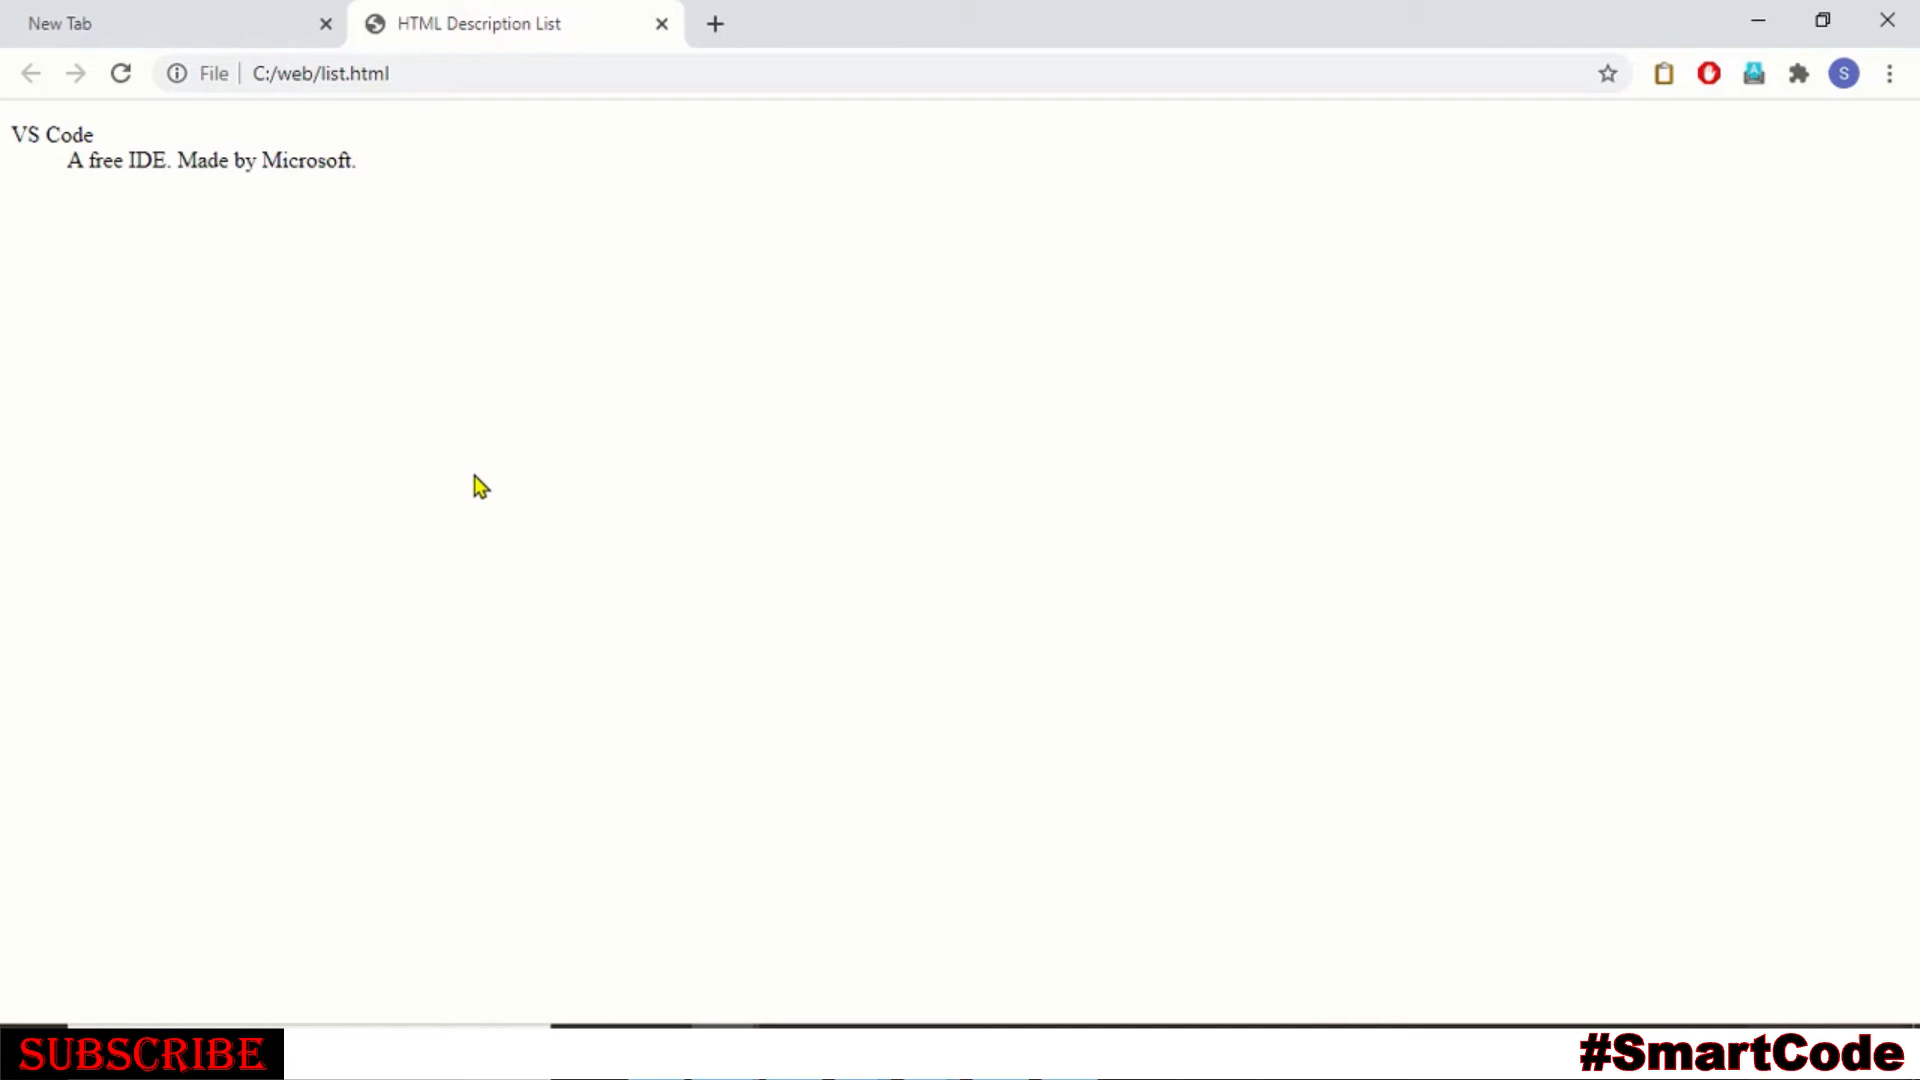 New Tab
HTML Description List
File | C:/web/list.html
S
VS Code
A free IDE. Made by Microsoft.
SUBSCRIBE
#SmartCode